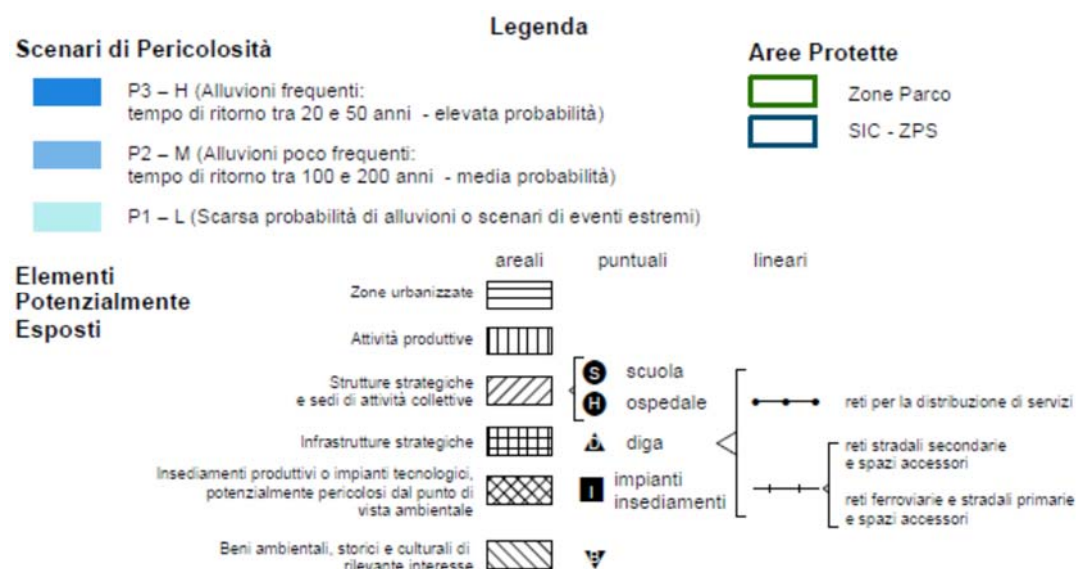 Legenda
Scenari di Pericolosità
P3 – H (Alluvioni frequenti:
tempo di ritorno tra 20 e 50 anni - elevata probabilità)
P2 – M (Alluvioni poco frequenti:
tempo di ritorno tra 100 e 200 anni - media probabilità)
P1 – L (Scarsa probabilità di alluvioni o scenari di eventi estremi)
Aree Protette
Zone Parco
SIC - ZPS
Elementi
Potenzialmente
Esposti
areali puntuali lineari
Zone urbanizzate
Attività produttive
Strutture strategiche
e sedi di attività collettive
S scuola
H ospedale
Infrastrutture strategiche
D diga
Insediamenti produttivi o impianti tecnologici,
potenzialmente pericolosi dal punto di
vista ambientale
I impianti
insediamenti
reti per la distribuzione di servizi
reti stradali secondarie
e spazi accessori
reti ferroviarie e stradali primarie
e spazi accessori
Beni ambientali, storici e culturali di
rilevante interesse